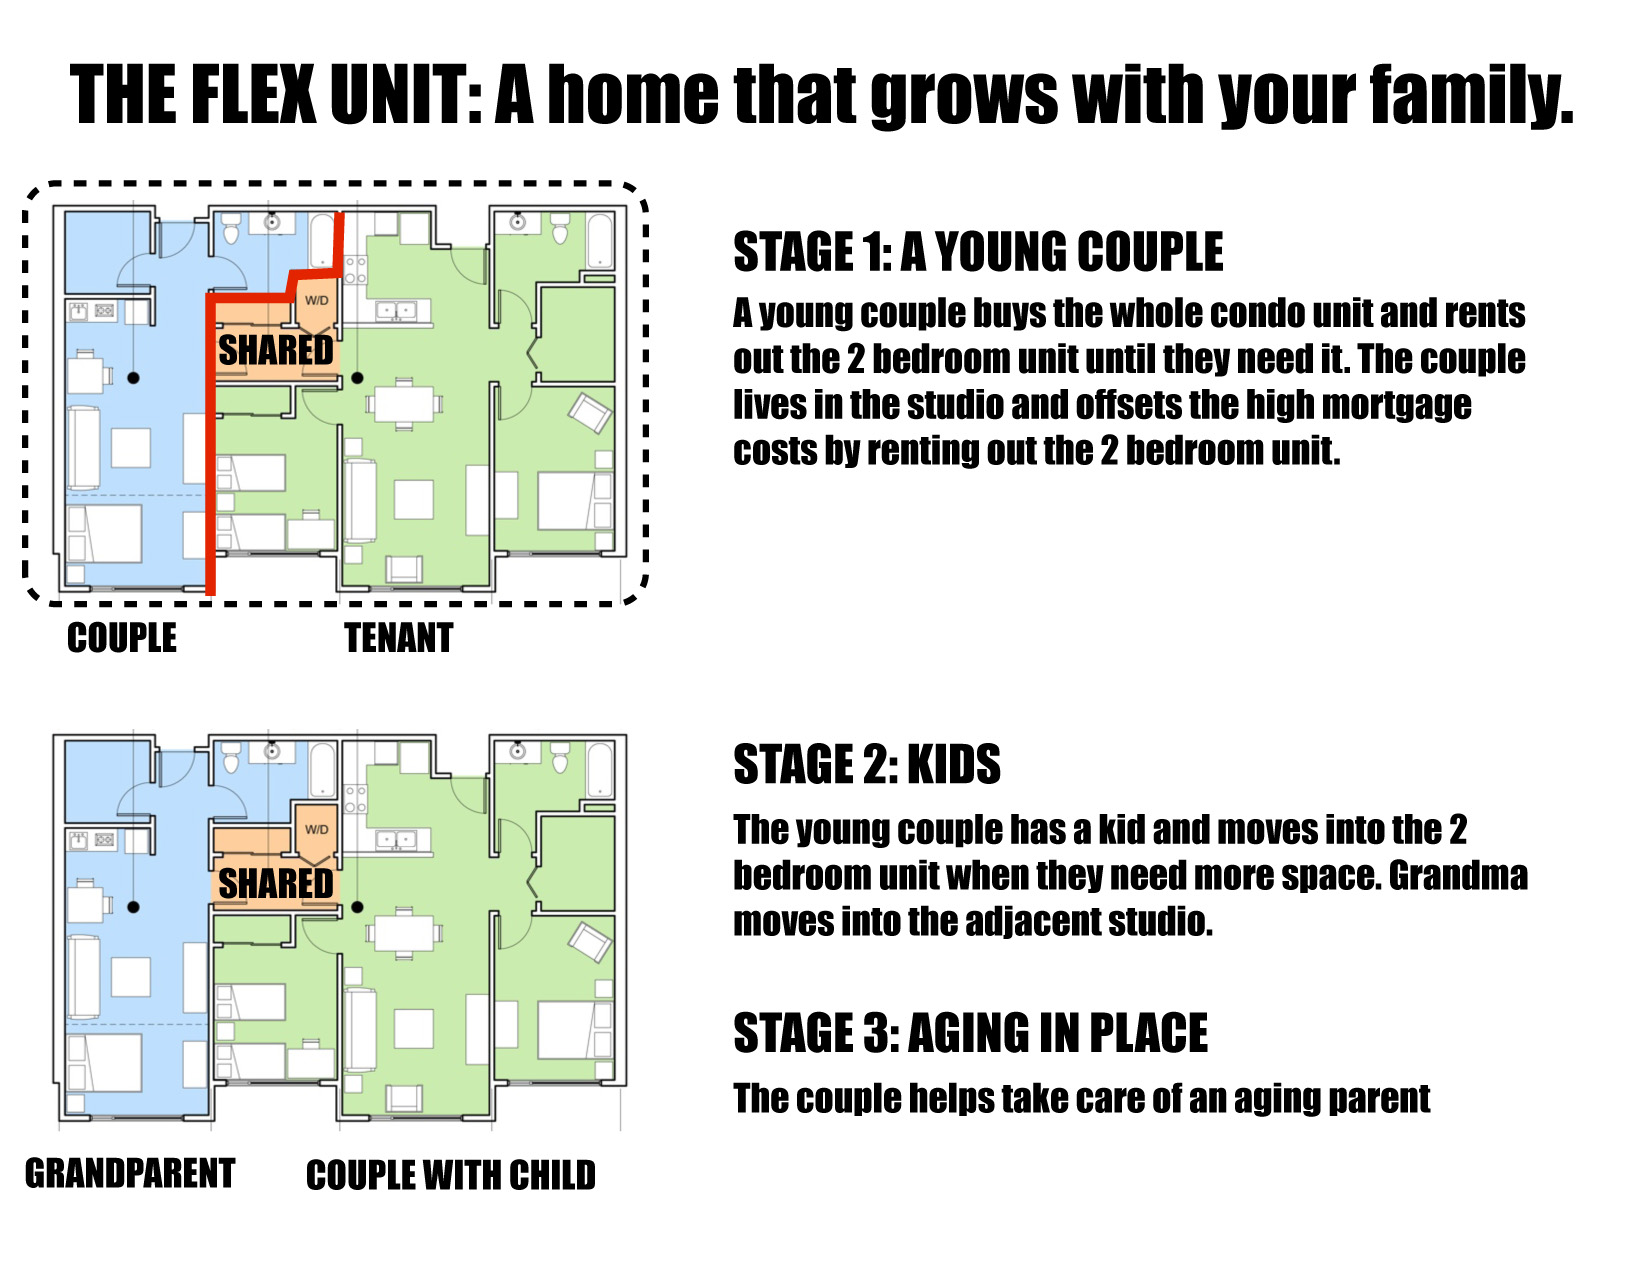 THE FLEX UNIT: A home that grows with your family.
W/D
SHARED
COUPLE
TENANT
STAGE 1: A YOUNG COUPLE
A young couple buys the whole condo unit and rents
out the 2 bedroom unit until they need it. The couple
lives in the studio and offsets the high mortgage
costs by renting out the 2 bedroom unit.
W/D
SHARED
GRANDPARENT
COUPLE WITH CHILD
STAGE 2: KIDS
The young couple has a kid and moves into the 2
bedroom unit when they need more space. Grandma
moves into the adjacent studio.
STAGE 3: AGING IN PLACE
The couple helps take care of an aging parent